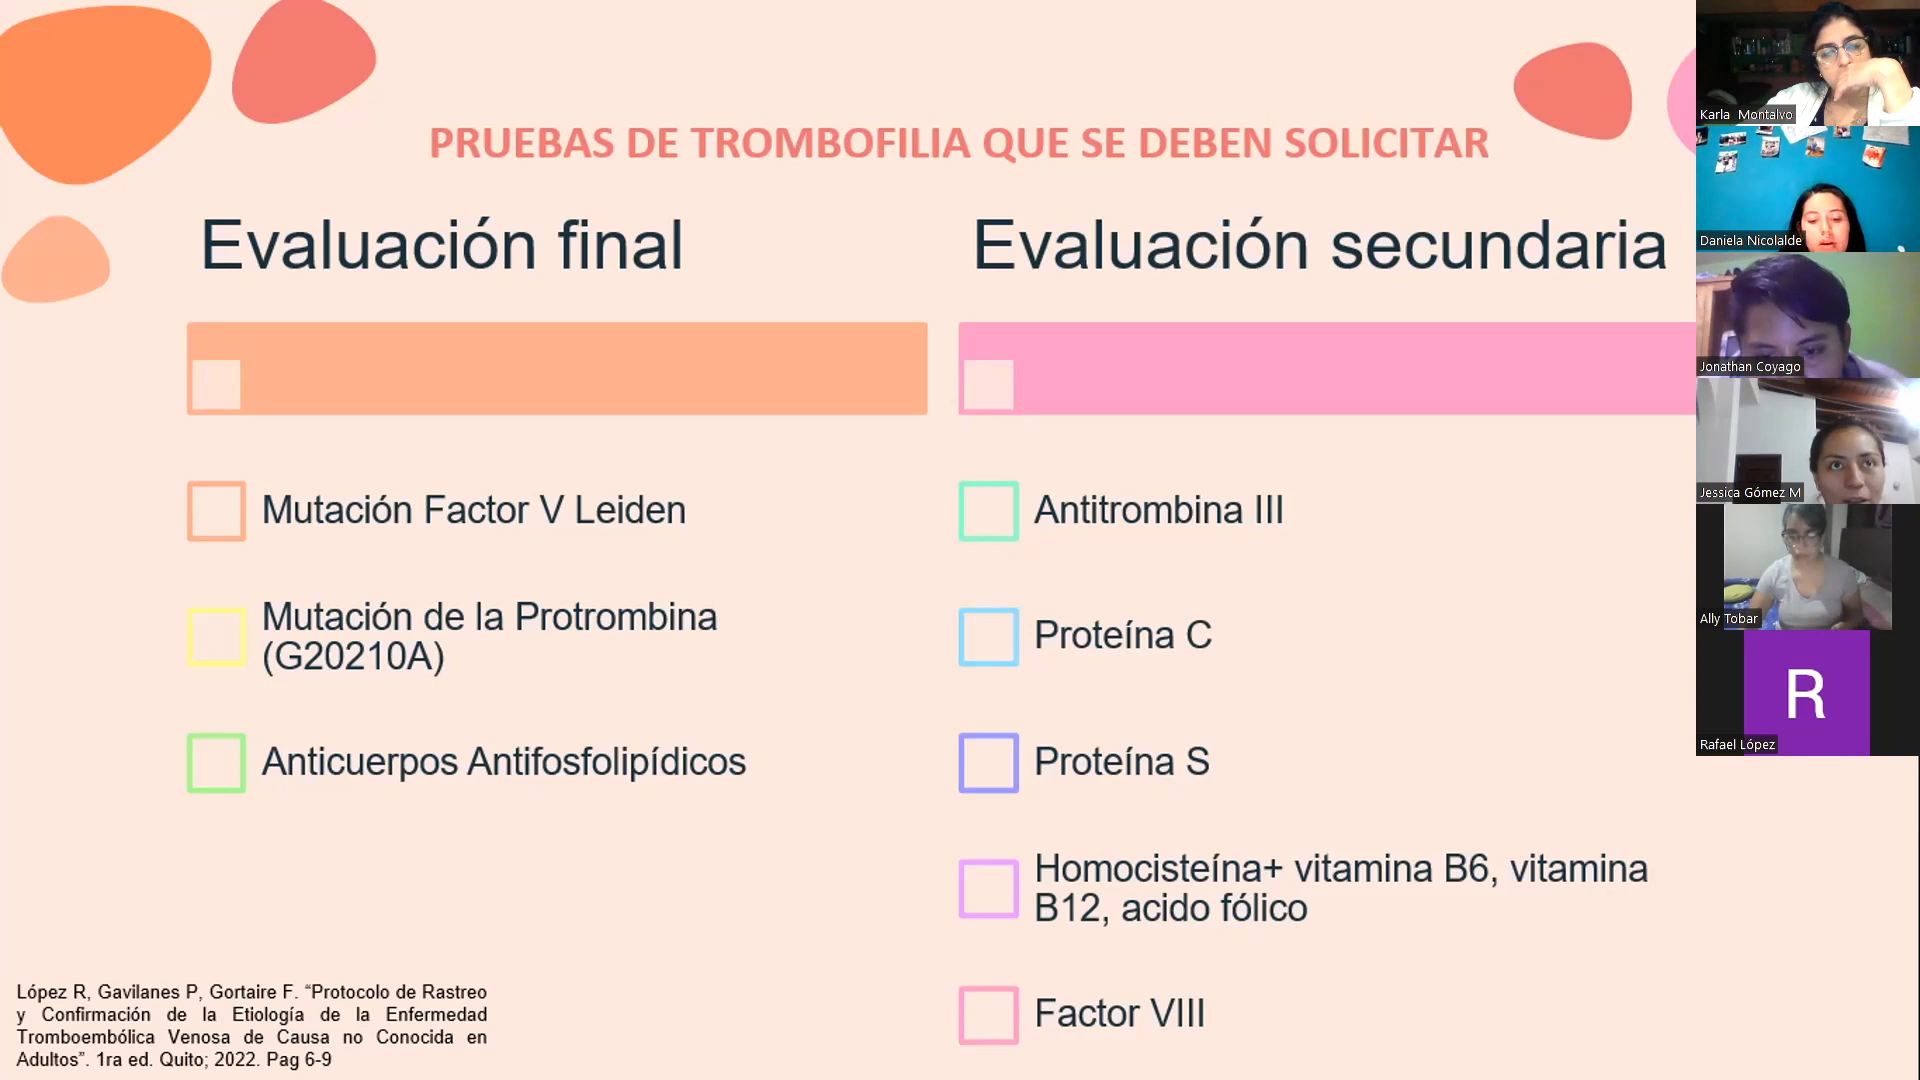 PRUEBAS DE TROMBOFILIA QUE SE DEBEN SOLICITAR
Evaluación final
Mutación Factor V Leiden
Mutación de la Protrombina
(G20210A)
Anticuerpos Antifosfolipídicos
Evaluación secundaria
Antitrombina III
Proteína C
Proteína S
Homocisteína+ vitamina B6, vitamina
B12, acido fólico
Factor VIII
López R, Gavilanes P, Gortaire F. “Protocolo de Rastreo
y Confirmación de la Etiología de la Enfermedad
Tromboembólica Venosa de Causa no Conocida en
Adultos”. 1ra ed. Quito; 2022. Pag 6-9
Karla Montalvo
Daniela Nicolalde
Jonathan Coyago
Jessica Gómez M
Ally Tobar
R
Rafael López